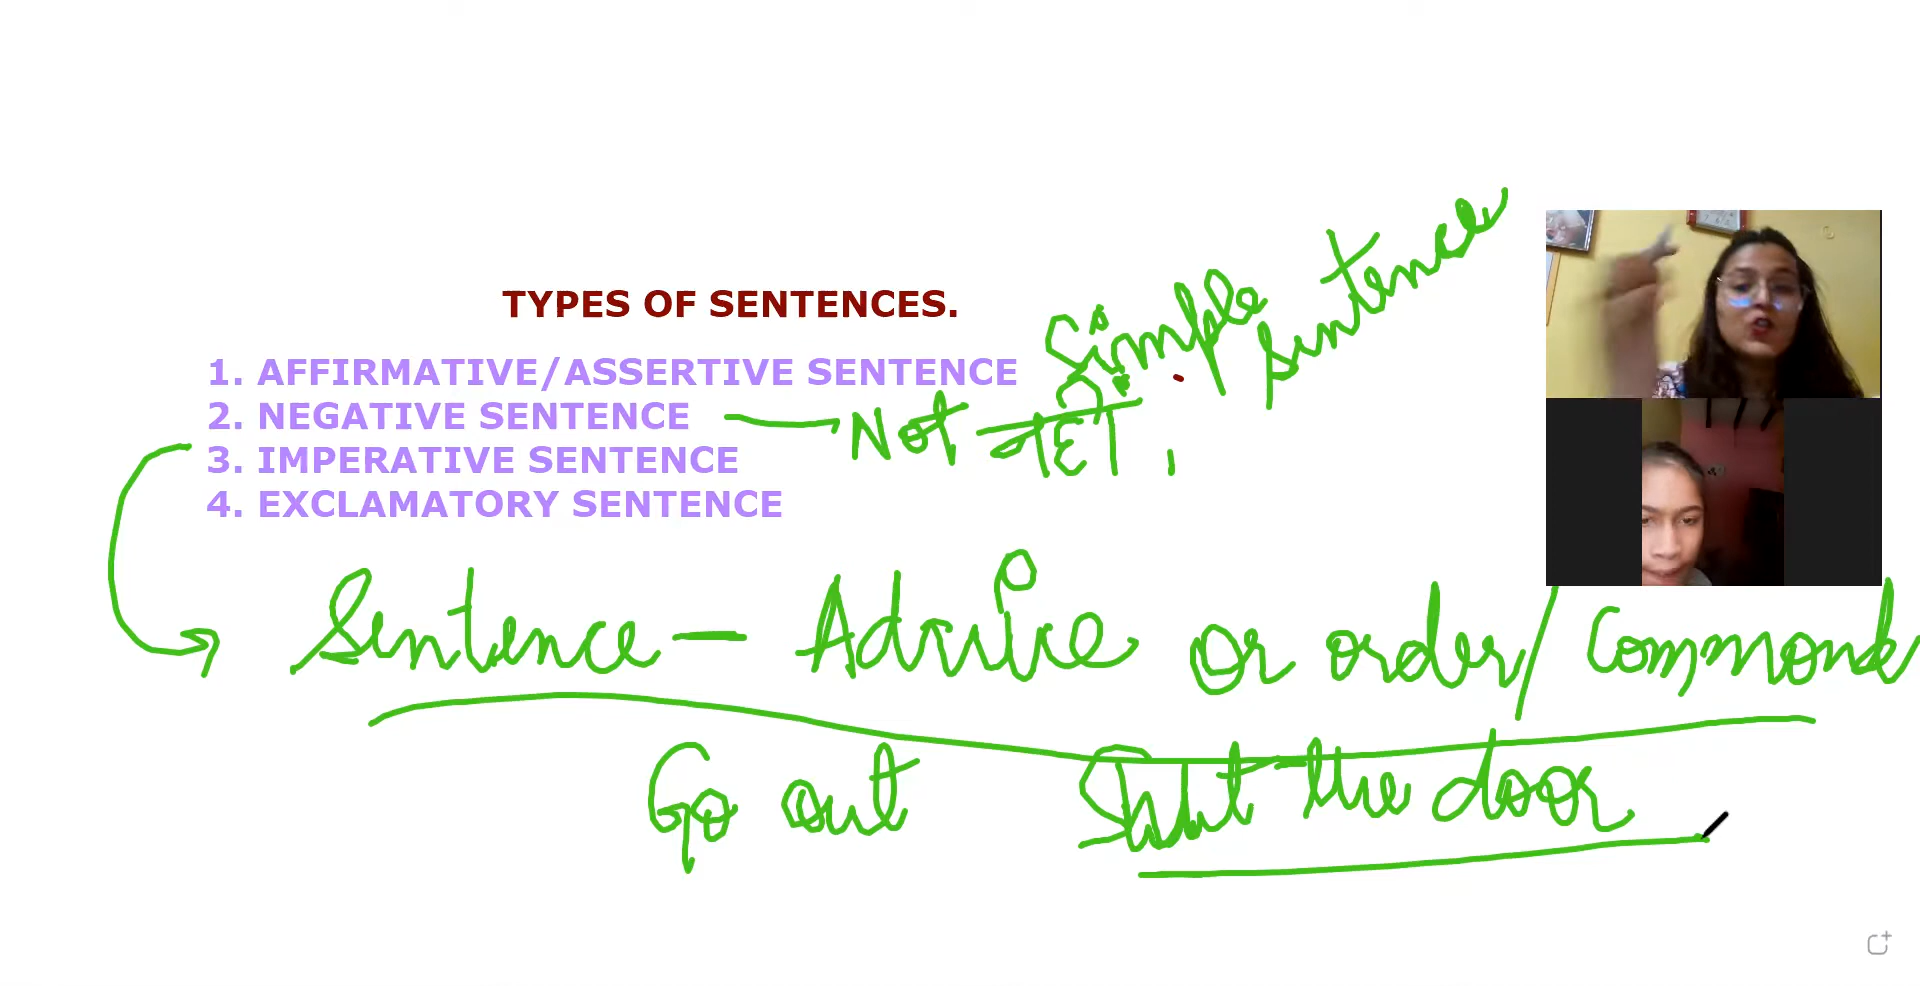 TYPES OF SENTENCES.
1. AFFIRMATIVE/ASSERTIVE SENTENCE
Simple sentence
2. NEGATIVE SENTENCE
Not नहीं
3. IMPERATIVE SENTENCE
4. EXCLAMATORY SENTENCE
Sentence — Advice or order/ Command
Go out Shut the door